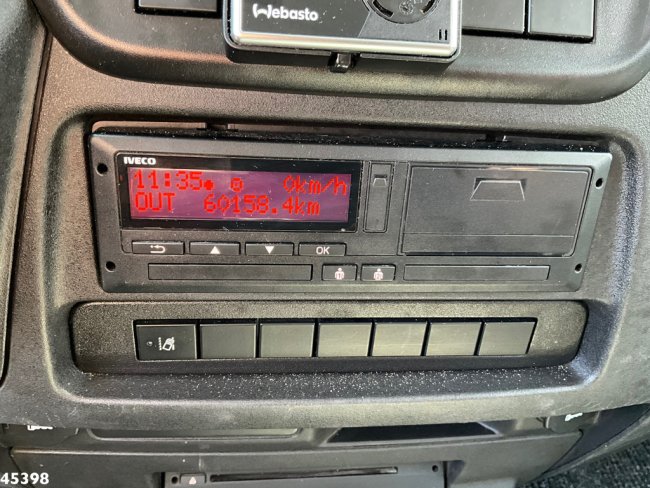 Webasto
IVECO
11:35 0km/h
OUT 60158.4km
OK
45398